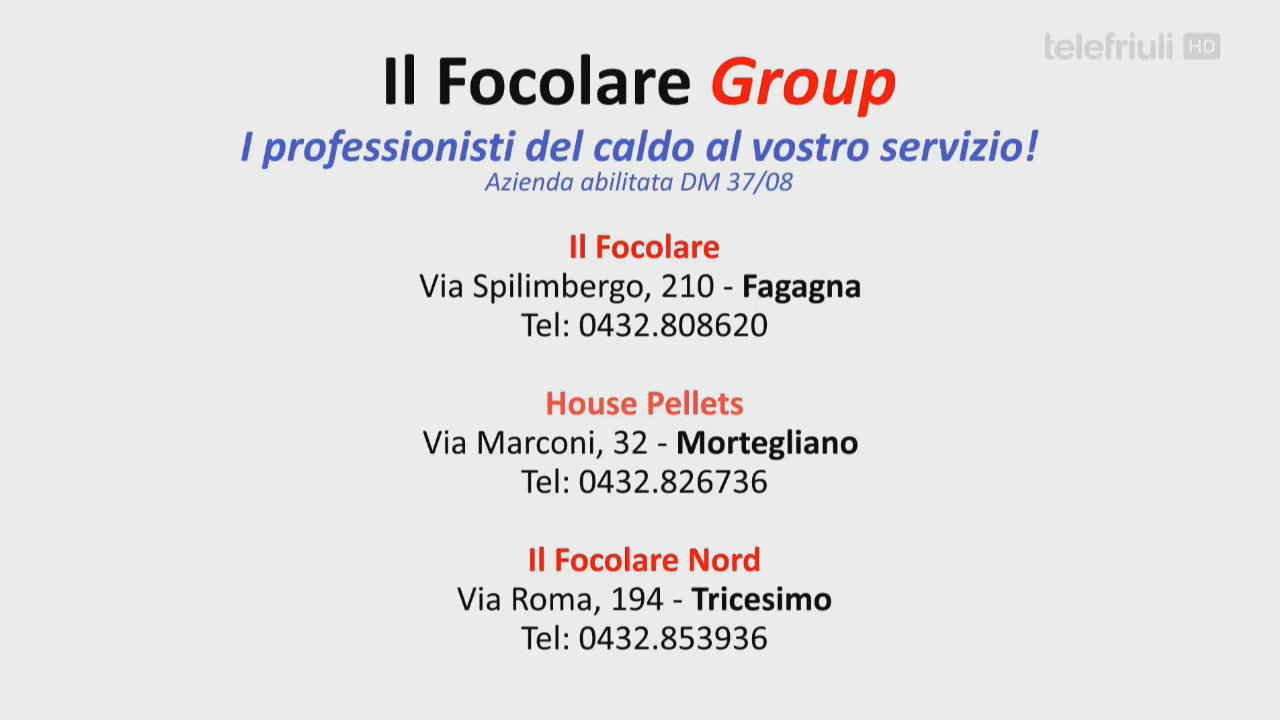 telefriuli HD
Il Focolare Group
I professionisti del caldo al vostro servizio!
Azienda abilitata DM 37/08
Il Focolare
Via Spilimbergo, 210 - Fagagna
Tel: 0432.808620
House Pellets
Via Marconi, 32 - Mortegliano
Tel: 0432.826736
Il Focolare Nord
Via Roma, 194 - Tricesimo
Tel: 0432.853936